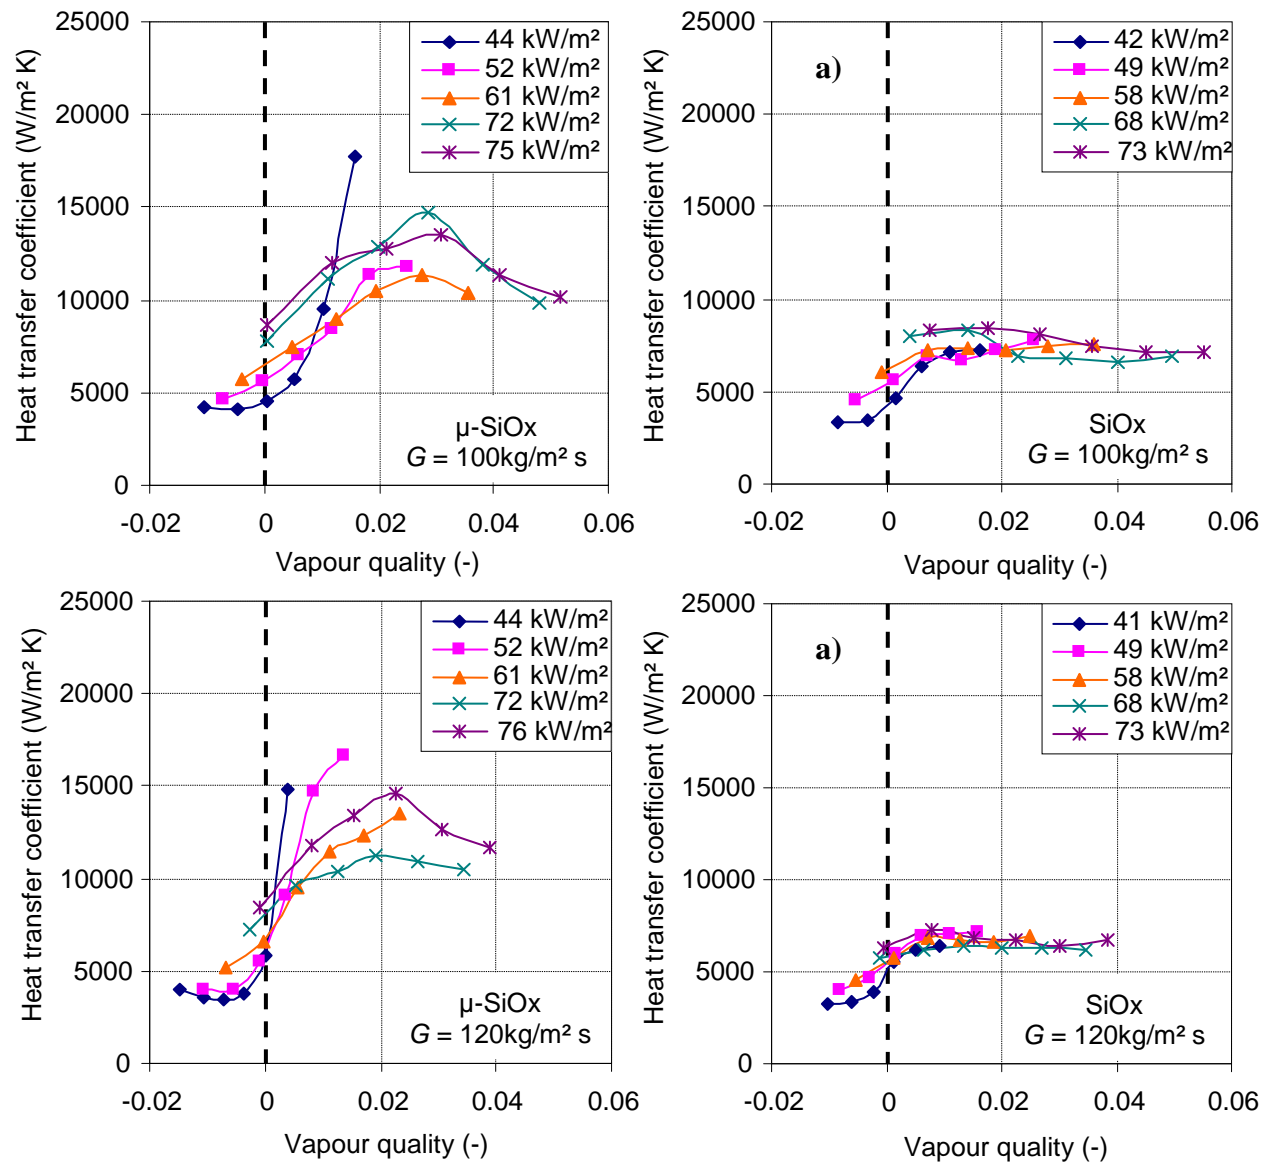 25000
20000
15000
10000
5000
0
-0.02
0
0.02
0.04
0.06
Heat transfer coefficient (W/m² K)
Vapour quality (-)
44 kW/m²
52 kW/m²
61 kW/m²
72 kW/m²
75 kW/m²
µ-SiOx
G = 100kg/m² s
25000
20000
15000
10000
5000
0
-0.02
0
0.02
0.04
0.06
Heat transfer coefficient (W/m² K)
Vapour quality (-)
a)
42 kW/m²
49 kW/m²
58 kW/m²
68 kW/m²
73 kW/m²
SiOx
G = 100kg/m² s
25000
20000
15000
10000
5000
0
-0.02
0
0.02
0.04
0.06
Heat transfer coefficient (W/m² K)
Vapour quality (-)
44 kW/m²
52 kW/m²
61 kW/m²
72 kW/m²
76 kW/m²
µ-SiOx
G = 120kg/m² s
25000
20000
15000
10000
5000
0
-0.02
0
0.02
0.04
0.06
Heat transfer coefficient (W/m² K)
Vapour quality (-)
a)
41 kW/m²
49 kW/m²
58 kW/m²
68 kW/m²
73 kW/m²
SiOx
G = 120kg/m² s